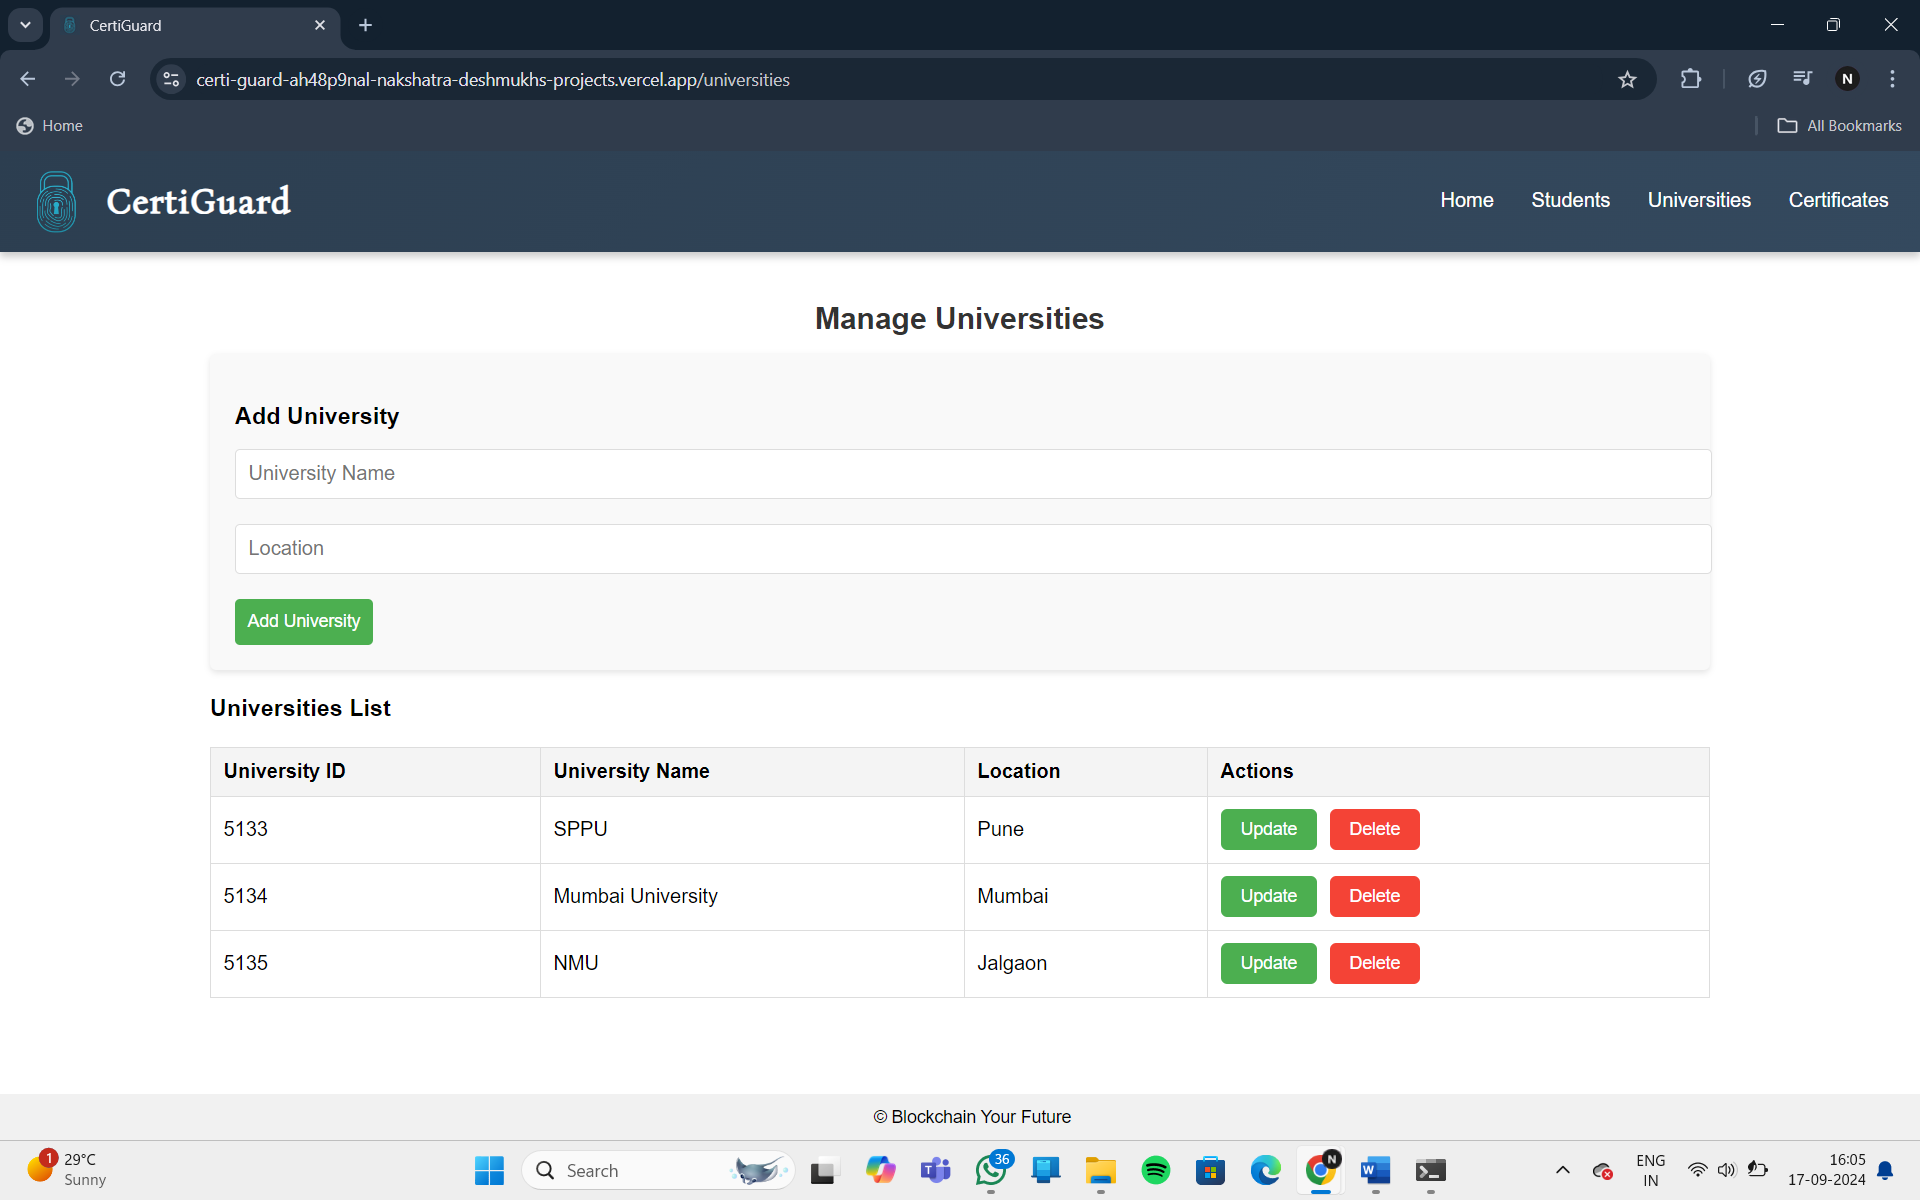 CertiGuard
certi-guard-ah48p9nal-nakshatra-deshmukhs-projects.vercel.app/universities
N
Home
All Bookmarks
CertiGuard
Home Students Universities Certificates
Manage Universities
Add University
University Name
Location
Add University
Universities List
University ID University Name Location Actions
5133 SPPU Pune Update Delete
5134 Mumbai University Mumbai Update Delete
5135 NMU Jalgaon Update Delete
© Blockchain Your Future
1
29°C
Sunny
Search
T
36
N
W
ENG
IN
16:05
17-09-2024